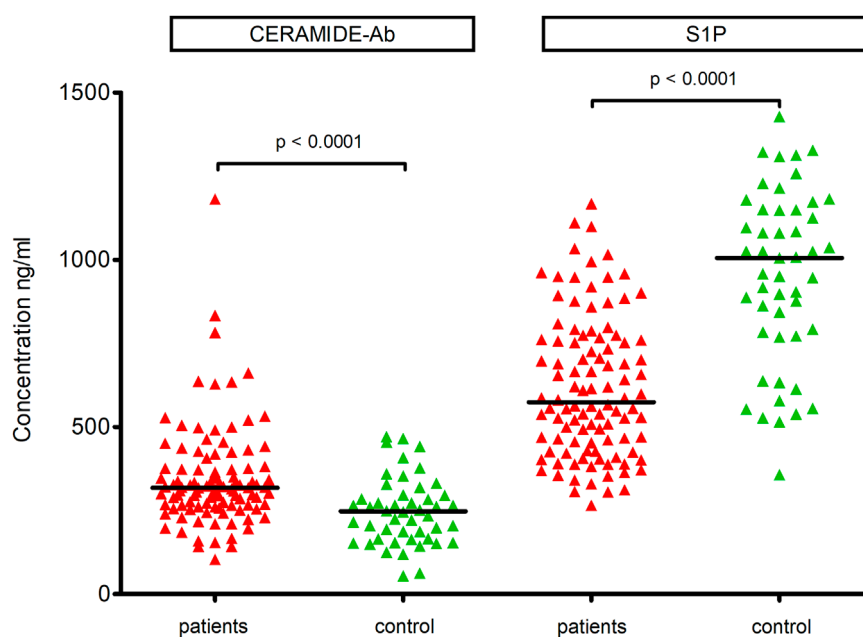 CERAMIDE-Ab
S1P
p < 0.0001
p < 0.0001
Concentration ng/ml
1500
1000
500
0
patients
control
patients
control